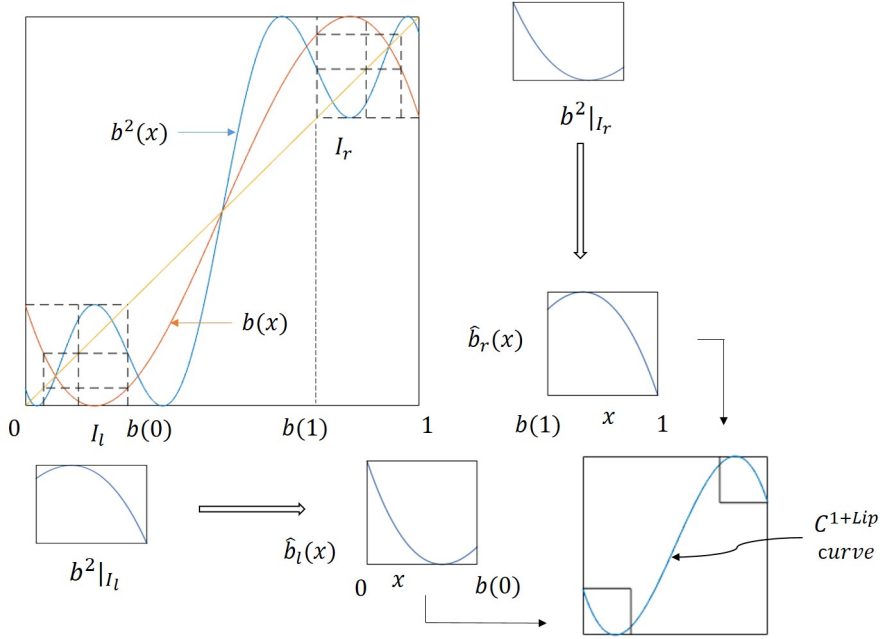 b²(x)
I_r
b(x)
0
I_l
b(0)
b(1)
1
b²|_{I_r}
b̂_r(x)
b(1)
x
1
b²|_{I_l}
b̂_l(x)
0
x
b(0)
C^{1+Lip}
curve